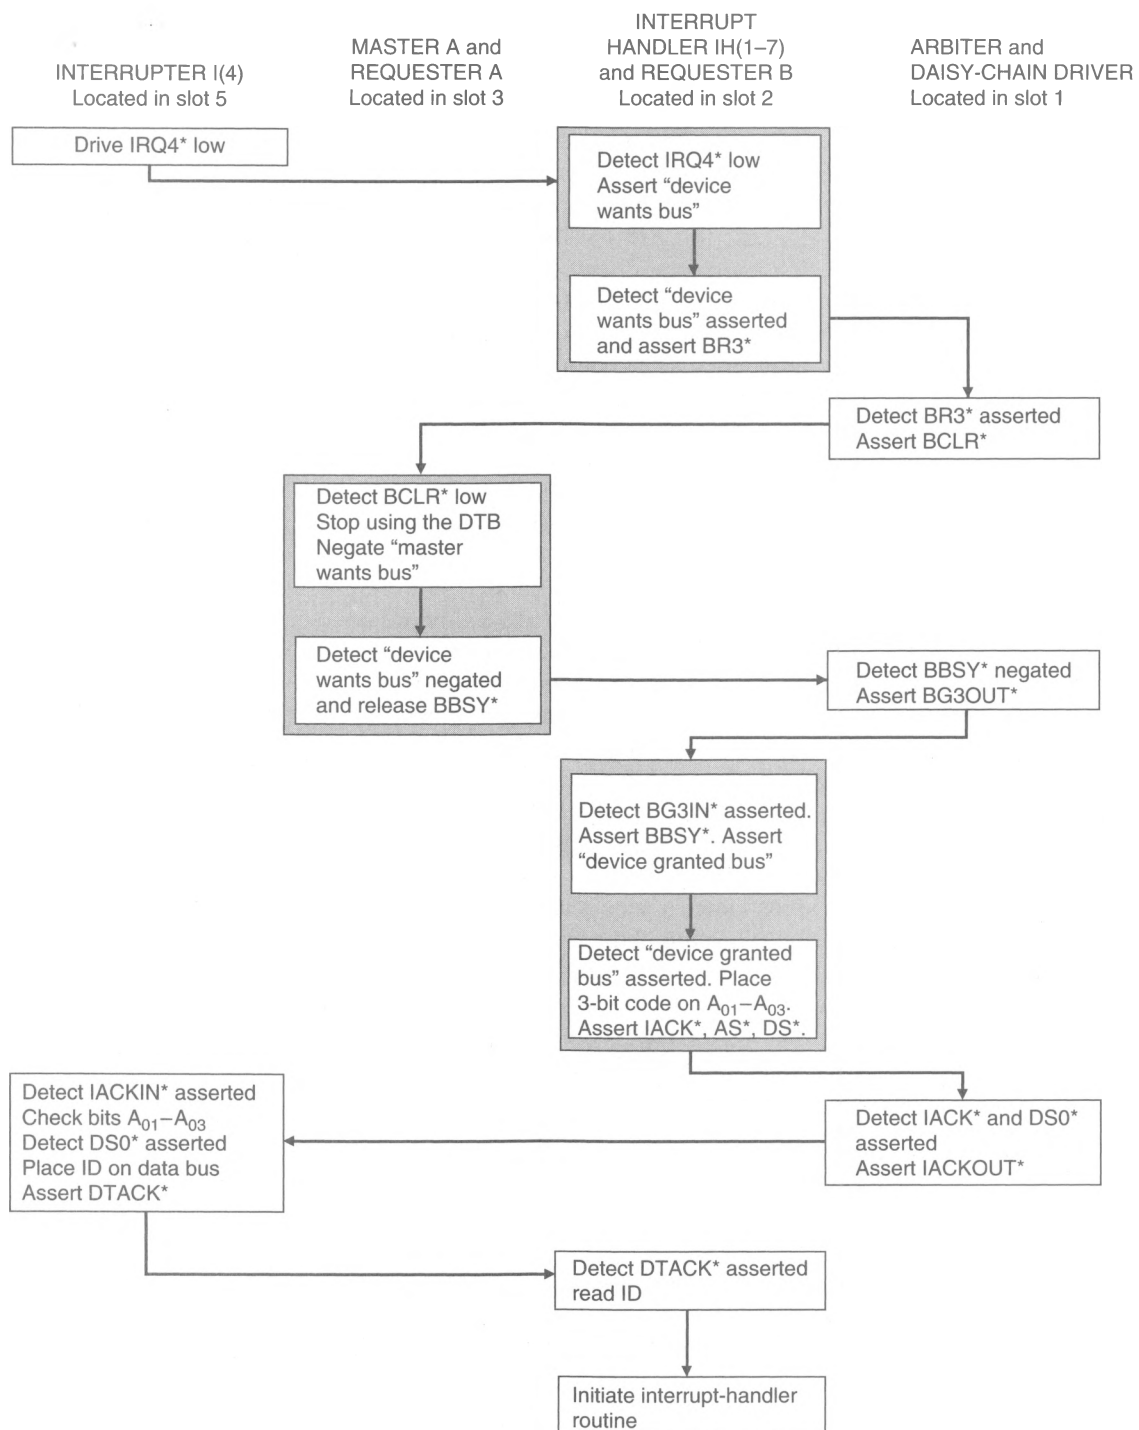 INTERRUPTER I(4)
Located in slot 5
MASTER A and
REQUESTER A
Located in slot 3
INTERRUPT
HANDLER IH(1–7)
and REQUESTER B
Located in slot 2
ARBITER and
DAISY-CHAIN DRIVER
Located in slot 1
Drive IRQ4* low
Detect IRQ4* low
Assert “device
wants bus”
Detect “device
wants bus” asserted
and assert BR3*
Detect BR3* asserted
Assert BCLR*
Detect BCLR* low
Stop using the DTB
Negate “master
wants bus”
Detect “device
wants bus” negated
and release BBSY*
Detect BBSY* negated
Assert BG3OUT*
Detect BG3IN* asserted.
Assert BBSY*. Assert
“device granted bus”
Detect “device granted
bus” asserted. Place
3-bit code on A01–A03.
Assert IACK*, AS*, DS*.
Detect IACK* and DS0*
asserted
Assert IACKOUT*
Detect IACKIN* asserted
Check bits A01–A03
Detect DS0* asserted
Place ID on data bus
Assert DTACK*
Detect DTACK* asserted
read ID
Initiate interrupt-handler
routine